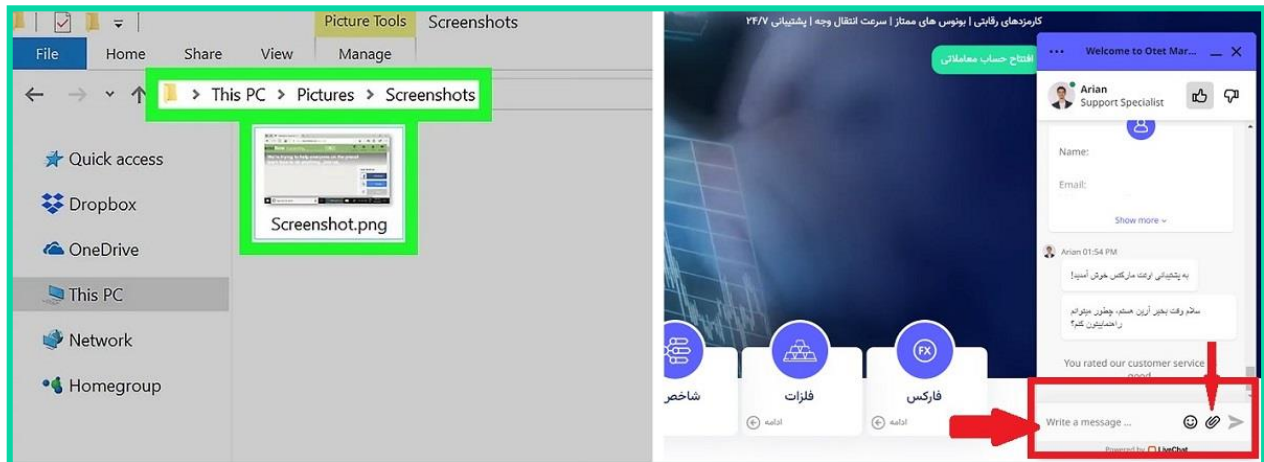 Picture Tools
Screenshots
File
Home
Share
View
Manage
> This PC > Pictures > Screenshots
Screenshot.png
Quick access
Dropbox
OneDrive
This PC
Network
Homegroup
کارمزدهای رقابتی | بونوس های ممتاز | سرعت انتقال وجه | پشتیبانی ۲۴/۷
افتتاح حساب معاملاتی
Welcome to Otet Mar...
Arian
Support Specialist
Name:
Email:
Show more
Arian 01:54 PM
به پشتیبانی اوتت مارکتس خوش آمدید!
سلام وقت بخیر آرین هستم، چطور میتوانم
راهنماییتون کنم؟
You rated our customer service
good
FX
فارکس
ادامه
فلزات
ادامه
شاخص
Write a message ...
Powered by LiveChat